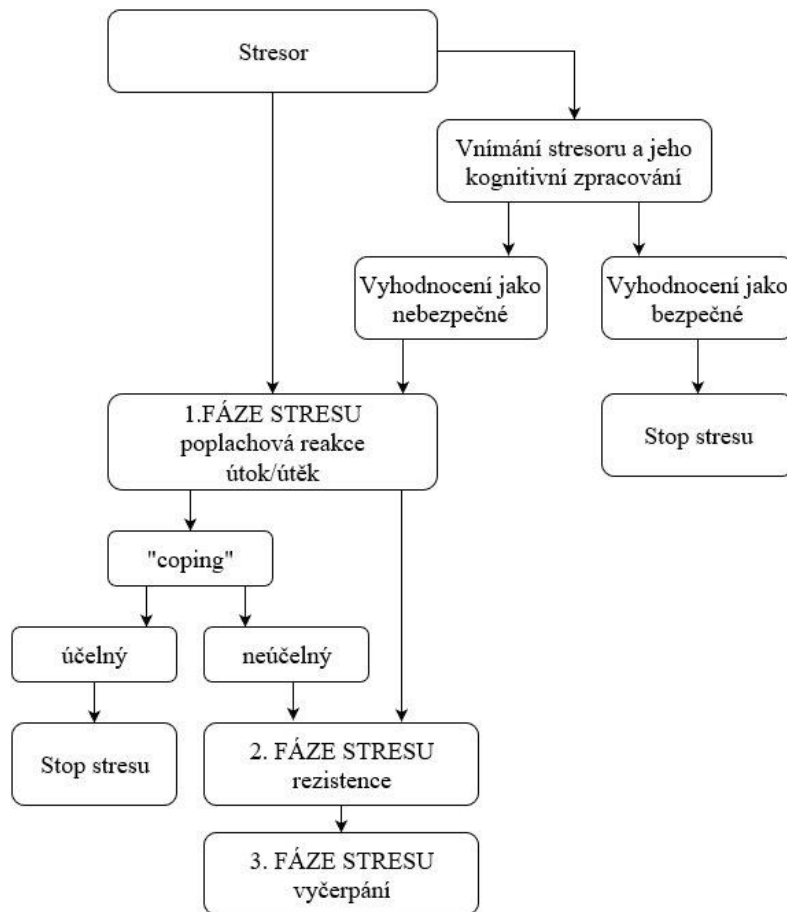 Stresor
Vnímání stresoru a jeho
kognitivní zpracování
Vyhodnocení jako
nebezpečné
Vyhodnocení jako
bezpečné
1.FÁZE STRESU
poplachová reakce
útok/útěk
Stop stresu
"coping"
účelný
neúčelný
Stop stresu
2. FÁZE STRESU
rezistence
3. FÁZE STRESU
vyčerpání